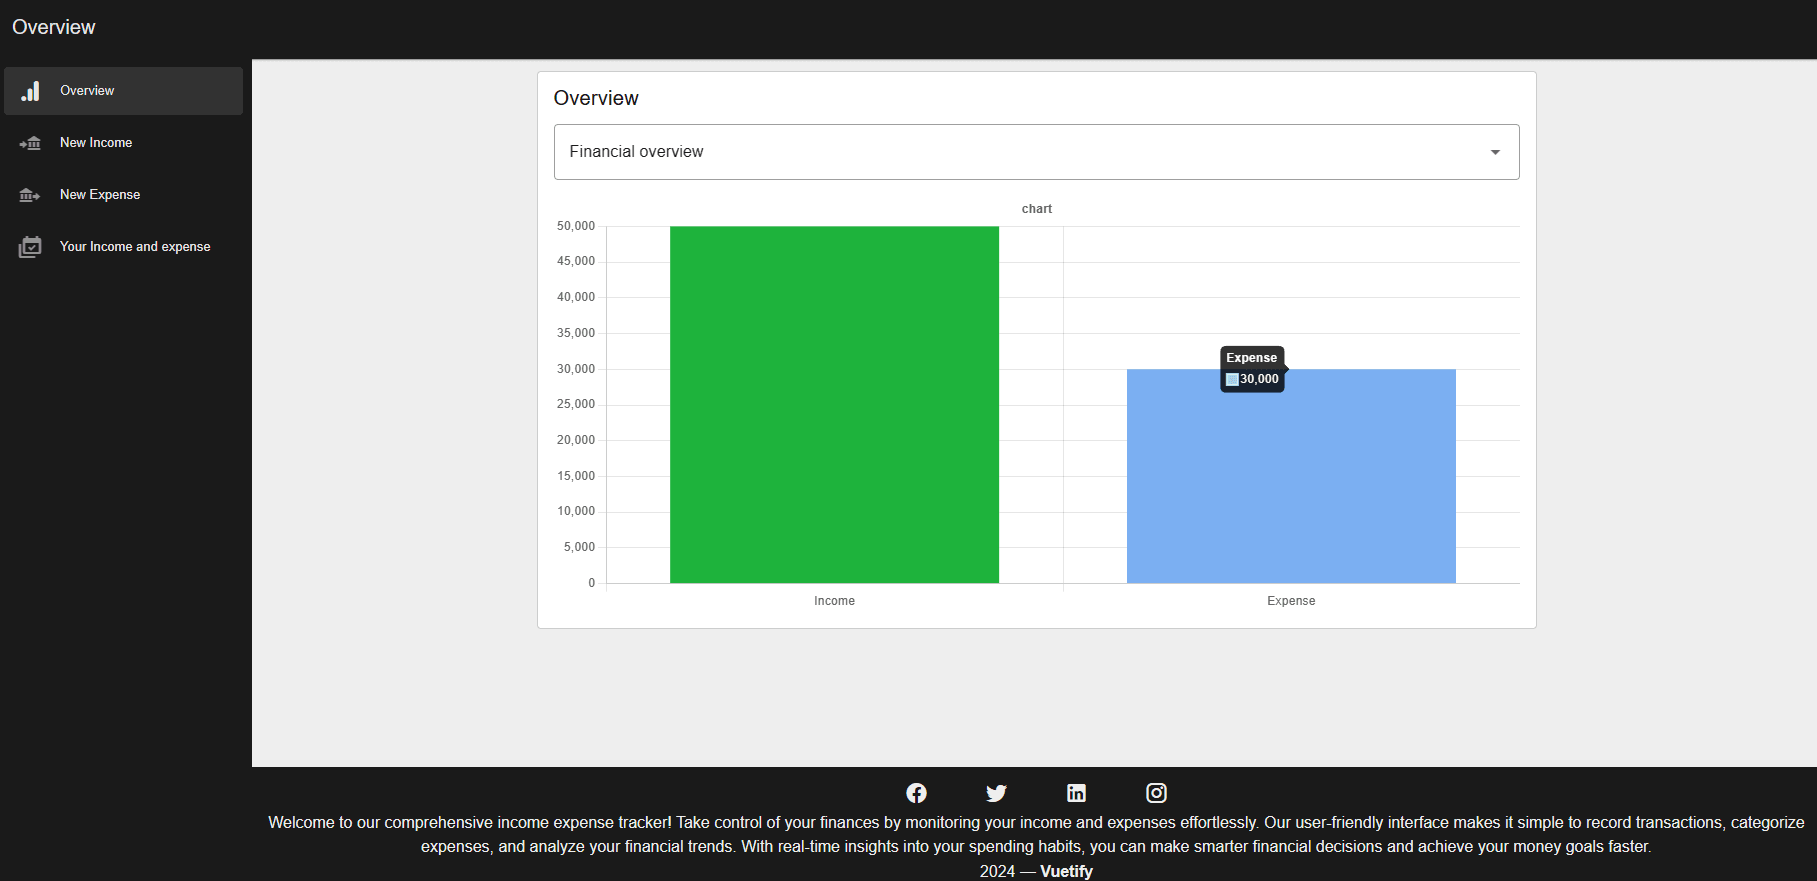 Overview
Overview
New Income
New Expense
Your Income and expense
Overview
Financial overview
chart
50,000
45,000
40,000
35,000
30,000
25,000
20,000
15,000
10,000
5,000
0
Expense
30,000
Income
Expense
Welcome to our comprehensive income expense tracker! Take control of your finances by monitoring your income and expenses effortlessly. Our user-friendly interface makes it simple to record transactions, categorize
expenses, and analyze your financial trends. With real-time insights into your spending habits, you can make smarter financial decisions and achieve your money goals faster.
2024 — Vuetify